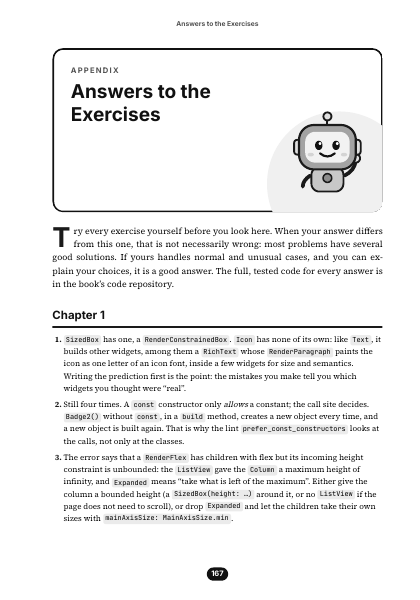 Answers to the Exercises
APPENDIX
Answers to the
Exercises
Try every exercise yourself before you look here. When your answer differs
from this one, that is not necessarily wrong: most problems have several
good solutions. If yours handles normal and unusual cases, and you can ex-
plain your choices, it is a good answer. The full, tested code for every answer is
in the book's code repository.
Chapter 1
1. SizedBox has one, a RenderConstrainedBox. Icon has none of its own: like Text, it
builds other widgets, among them a RichText whose RenderParagraph paints the
icon as one letter of an icon font, inside a few widgets for size and semantics.
Writing the prediction first is the point: the mistakes you make tell you which
widgets you thought were “real”.
2. Still four times. A const constructor only allows a constant; the call site decides.
Badge2() without const, in a build method, creates a new object every time, and
a new object is built again. That is why the lint prefer_const_constructors looks at
the calls, not only at the classes.
3. The error says that a RenderFlex has children with flex but its incoming height
constraint is unbounded: the ListView gave the Column a maximum height of
infinity, and Expanded means “take what is left of the maximum”. Either give the
column a bounded height (a SizedBox(height: …) around it, or no ListView if the
page does not need to scroll), or drop Expanded and let the children take their own
sizes with mainAxisSize: MainAxisSize.min.
167